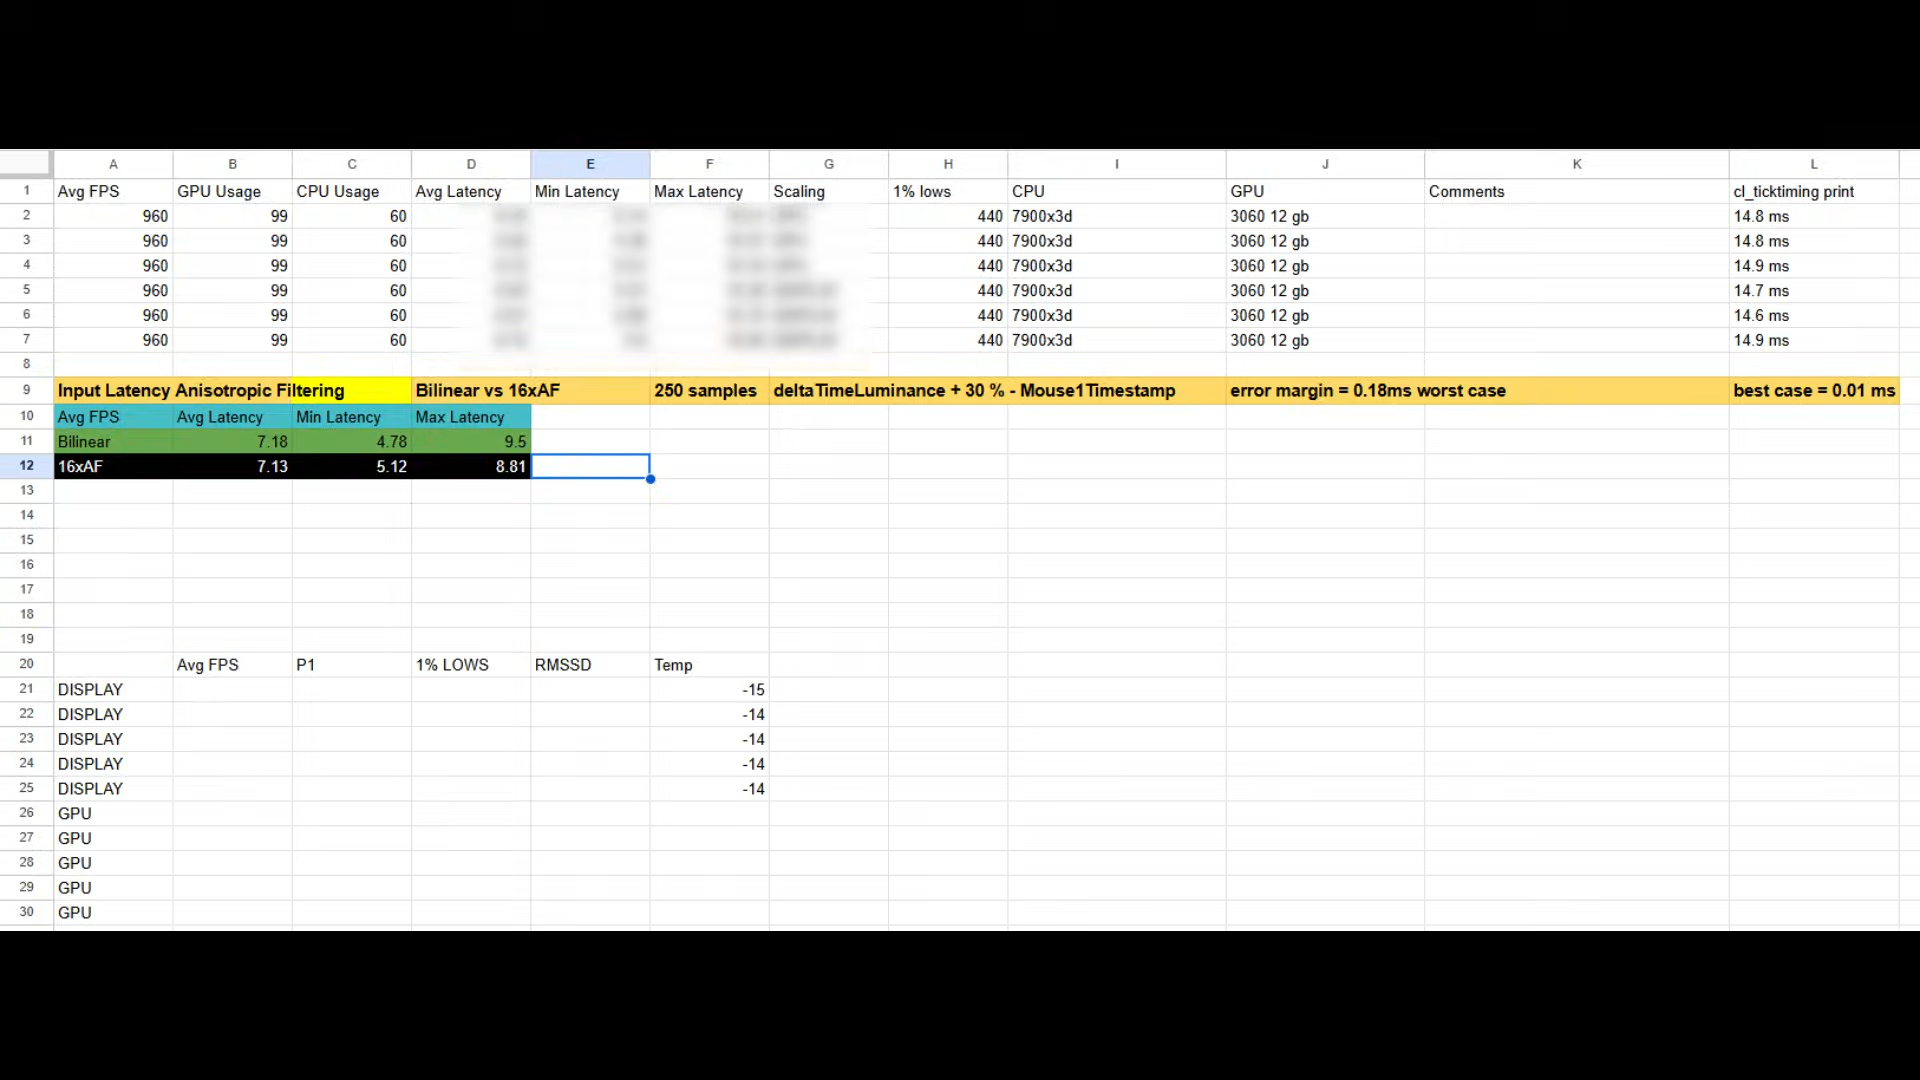 A B C D E F G H I J K L
1 Avg FPS GPU Usage CPU Usage Avg Latency Min Latency Max Latency Scaling 1% lows CPU GPU Comments cl_ticktiming print
2 960 99 60 440 7900x3d 3060 12 gb 14.8 ms
3 960 99 60 440 7900x3d 3060 12 gb 14.8 ms
4 960 99 60 440 7900x3d 3060 12 gb 14.9 ms
5 960 99 60 440 7900x3d 3060 12 gb 14.7 ms
6 960 99 60 440 7900x3d 3060 12 gb 14.6 ms
7 960 99 60 440 7900x3d 3060 12 gb 14.9 ms
8
9 Input Latency Anisotropic Filtering Bilinear vs 16xAF 250 samples deltaTimeLuminance + 30 % - Mouse1Timestamp error margin = 0.18ms worst case best case = 0.01 ms
10 Avg FPS Avg Latency Min Latency Max Latency
11 Bilinear 7.18 4.78 9.5
12 16xAF 7.13 5.12 8.81
13
14
15
16
17
18
19
20 Avg FPS P1 1% LOWS RMSSD Temp
21 DISPLAY -15
22 DISPLAY -14
23 DISPLAY -14
24 DISPLAY -14
25 DISPLAY -14
26 GPU
27 GPU
28 GPU
29 GPU
30 GPU